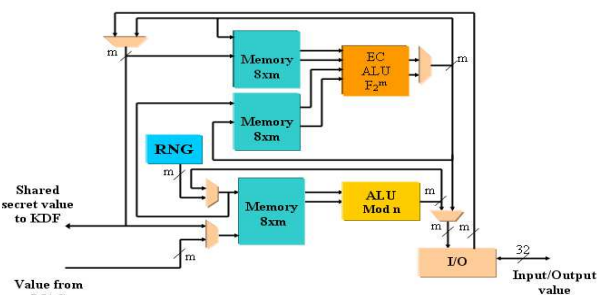 m
Memory
8xm
EC
ALU
F2^m
m
Memory
8xm
RNG
m
Shared
secret value
to KDF
Memory
8xm
ALU
Mod n
m
m
m
m
I/O
32
Input/Output
value
Value from